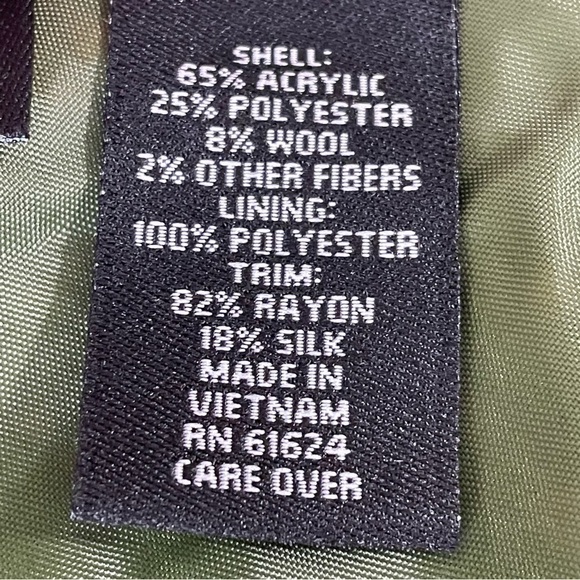 SHELL:
65% ACRYLIC
25% POLYESTER
8% WOOL
2% OTHER FIBERS
LINING:
100% POLYESTER
TRIM:
82% RAYON
18% SILK
MADE IN
VIETNAM
RN 61624
CARE OVER